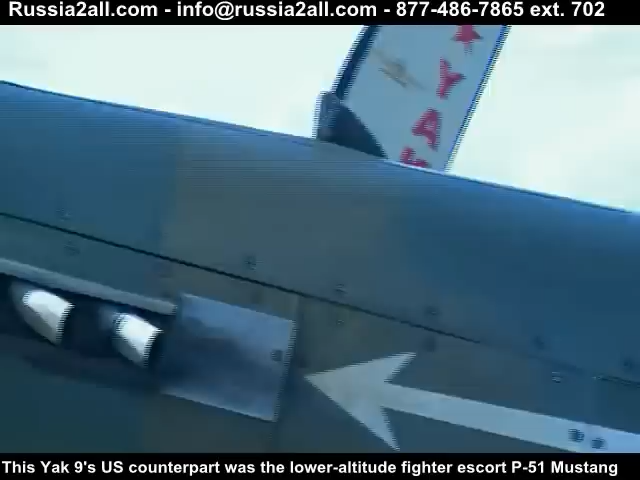 Russia2all.com - info@russia2all.com - 877-486-7865 ext. 702
YAK
This Yak 9's US counterpart was the lower-altitude fighter escort P-51 Mustang